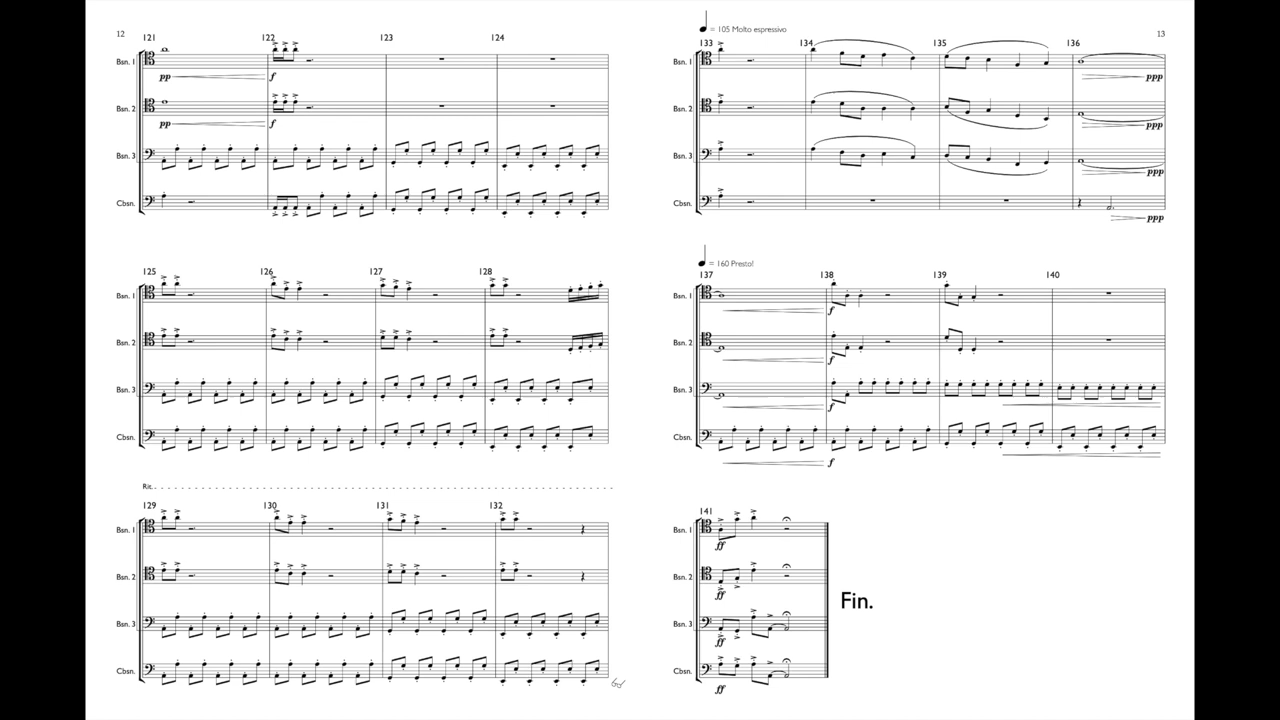 12
121 122 123 124
Bsn. 1
pp f
Bsn. 2
pp f
Bsn. 3
Cbsn.
125 126 127 128
Bsn. 1
Bsn. 2
Bsn. 3
Cbsn.
Rit.
129 130 131 132
Bsn. 1
Bsn. 2
Bsn. 3
Cbsn.
= 105 Molto espressivo
13
133 134 135 136
Bsn. 1
ppp
Bsn. 2
ppp
Bsn. 3
ppp
Cbsn.
ppp
= 160 Presto!
137 138 139 140
Bsn. 1
f
Bsn. 2
f
Bsn. 3
f
Cbsn.
f
141
Bsn. 1
ff
Bsn. 2
ff
Fin.
Bsn. 3
ff
Cbsn.
ff